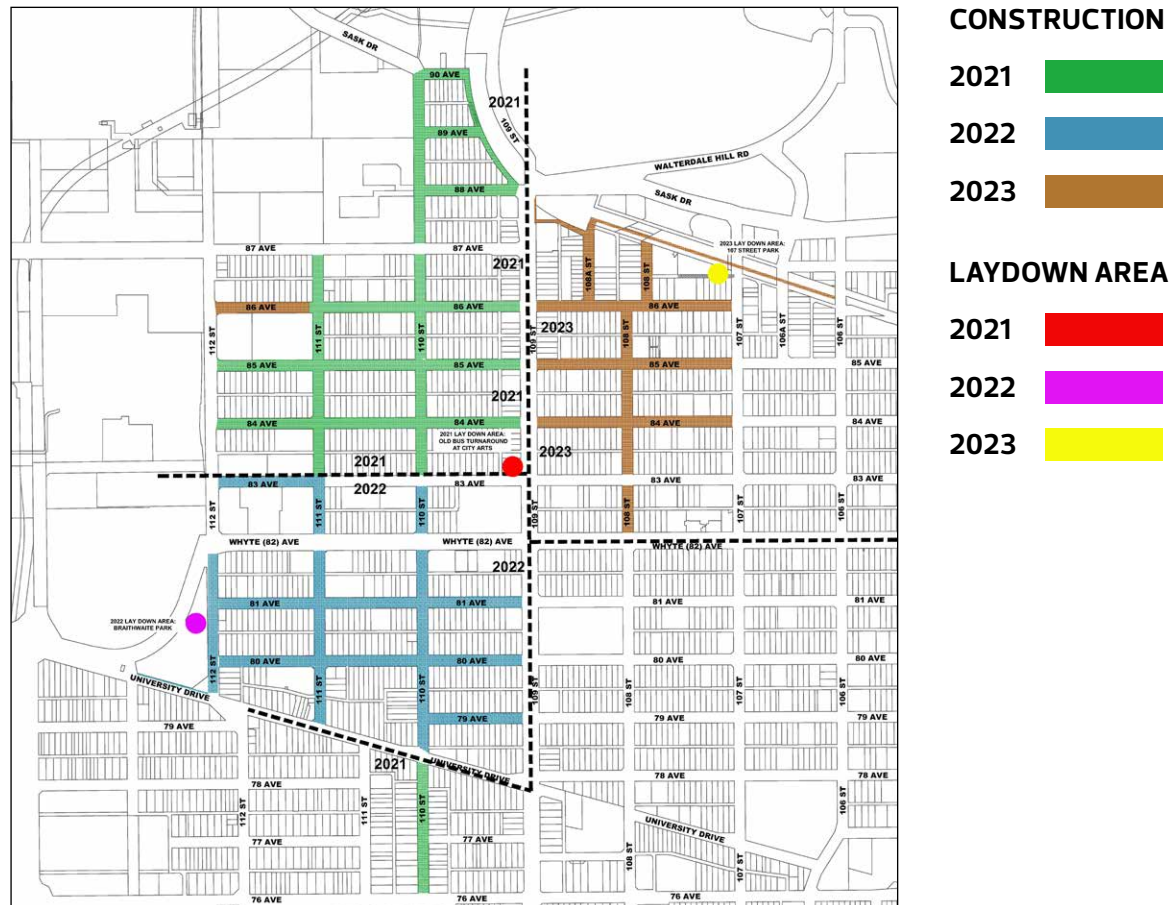 CONSTRUCTION
2021
2022
2023
LAYDOWN AREA
2021
2022
2023
SASK DR
90 AVE
2021
109 ST
89 AVE
WALTERDALE HILL RD
88 AVE
SASK DR
87 AVE
87 AVE
2021
2023 LAY DOWN AREA:
107 STREET PARK
108A ST
108 ST
86 AVE
86 AVE
86 AVE
112 ST
111 ST
110 ST
109 ST
2023
108 ST
107 ST
106A ST
106 ST
85 AVE
85 AVE
85 AVE
85 AVE
2021
84 AVE
84 AVE
84 AVE
84 AVE
2021 LAY DOWN AREA:
OLD BUS TURNAROUND
AT CITY ARTS
2023
2021
83 AVE
2022
83 AVE
83 AVE
83 AVE
112 ST
111 ST
110 ST
109 ST
108 ST
107 ST
106 ST
WHYTE (82) AVE
WHYTE (82) AVE
WHYTE (82) AVE
2022
81 AVE
81 AVE
81 AVE
81 AVE
2022 LAY DOWN AREA:
BRAITHWAITE PARK
80 AVE
80 AVE
80 AVE
80 AVE
112 ST
UNIVERSITY DRIVE
111 ST
110 ST
109 ST
108 ST
107 ST
106 ST
79 AVE
79 AVE
79 AVE
79 AVE
2021
UNIVERSITY DRIVE
78 AVE
78 AVE
78 AVE
112 ST
111 ST
110 ST
106 ST
UNIVERSITY DRIVE
77 AVE
77 AVE
108 ST
107 ST
76 AVE
76 AVE
76 AVE